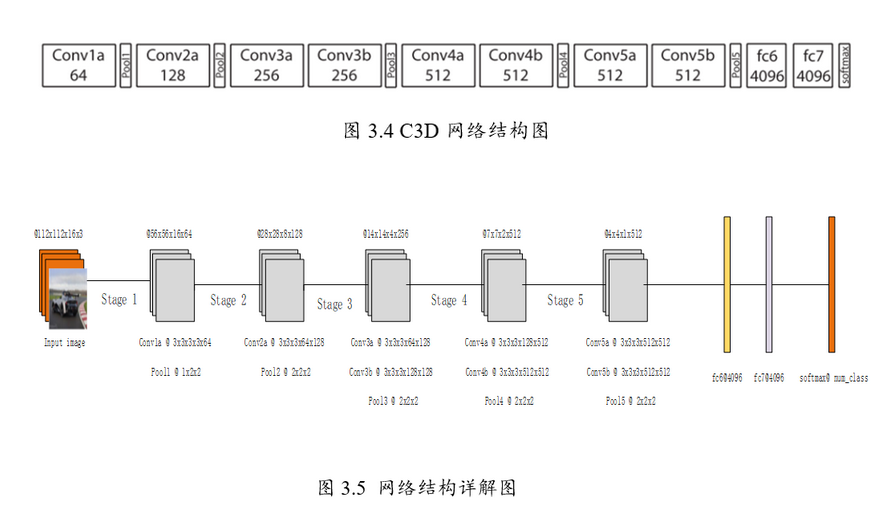 Conv1a Pool1 Conv2a Pool2 Conv3a Conv3b Pool3 Conv4a Conv4b Pool4 Conv5a Conv5b Pool5 fc6 fc7 softmax
64 128 256 256 512 512 512 512 4096 4096
图 3.4 C3D 网络结构图
@112x112x16x3 @56x56x16x64 @28x28x8x128 @14x14x4x256 @7x7x2x512 @4x4x1x512
Stage 1 Stage 2 Stage 3 Stage 4 Stage 5
Input image Conv1a @ 3x3x3x3x64 Conv2a @ 3x3x3x64x128 Conv3a @ 3x3x3x64x128 Conv4a @ 3x3x3x128x512 Conv5a @ 3x3x3x512x512
Pool1 @ 1x2x2 Pool2 @ 2x2x2 Conv3b @ 3x3x3x128x128 Conv4b @ 3x3x3x512x512 Conv5b @ 3x3x3x512x512
fc6@4096 fc7@4096 softmax@ num_class
Pool3 @ 2x2x2 Pool4 @ 2x2x2 Pool5 @ 2x2x2
图 3.5 网络结构详解图